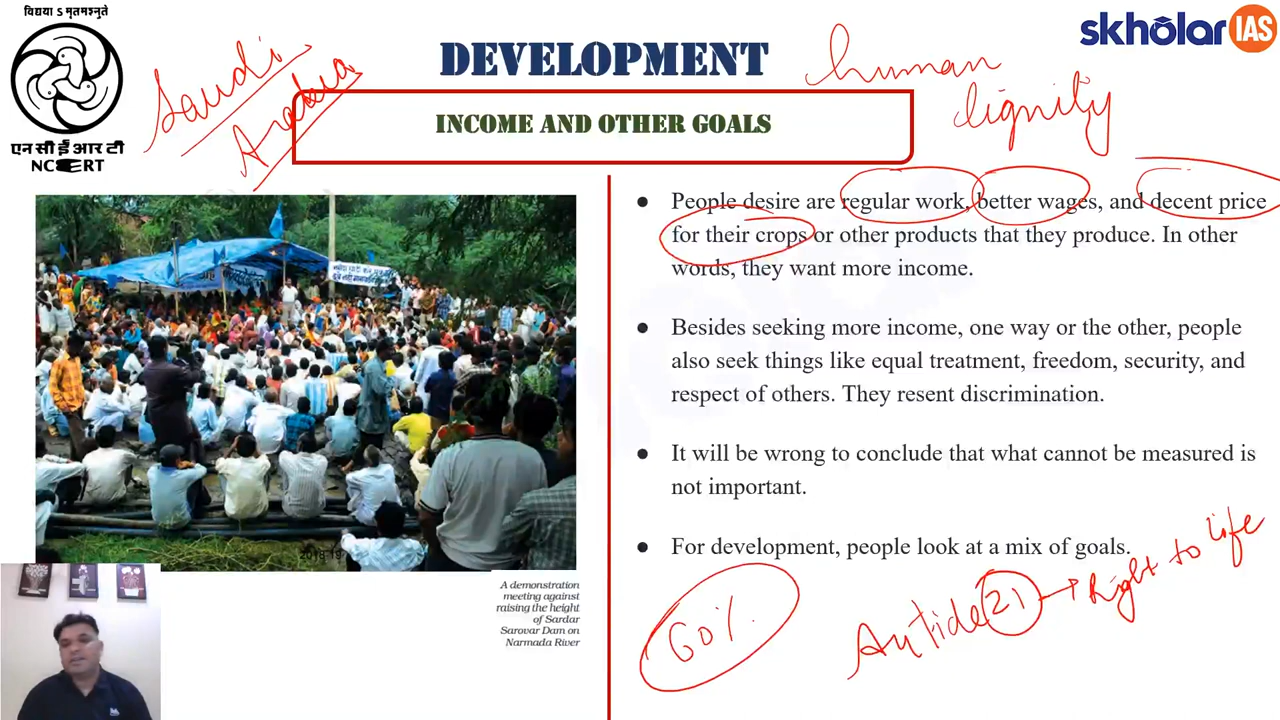 विद्यया ऽ मृतमश्नुते
एन सी ई आर टी
NCERT
skholar IAS
DEVELOPMENT
INCOME AND OTHER GOALS
Saudi
Arabia
human
dignity
A demonstration
meeting against
raising the height
of Sardar
Sarovar Dam on
Narmada River
2018-19
● People desire are regular work, better wages, and decent price
for their crops or other products that they produce. In other
words, they want more income.
● Besides seeking more income, one way or the other, people
also seek things like equal treatment, freedom, security, and
respect of others. They resent discrimination.
● It will be wrong to conclude that what cannot be measured is
not important.
● For development, people look at a mix of goals.
60%
Article 21 → Right to life